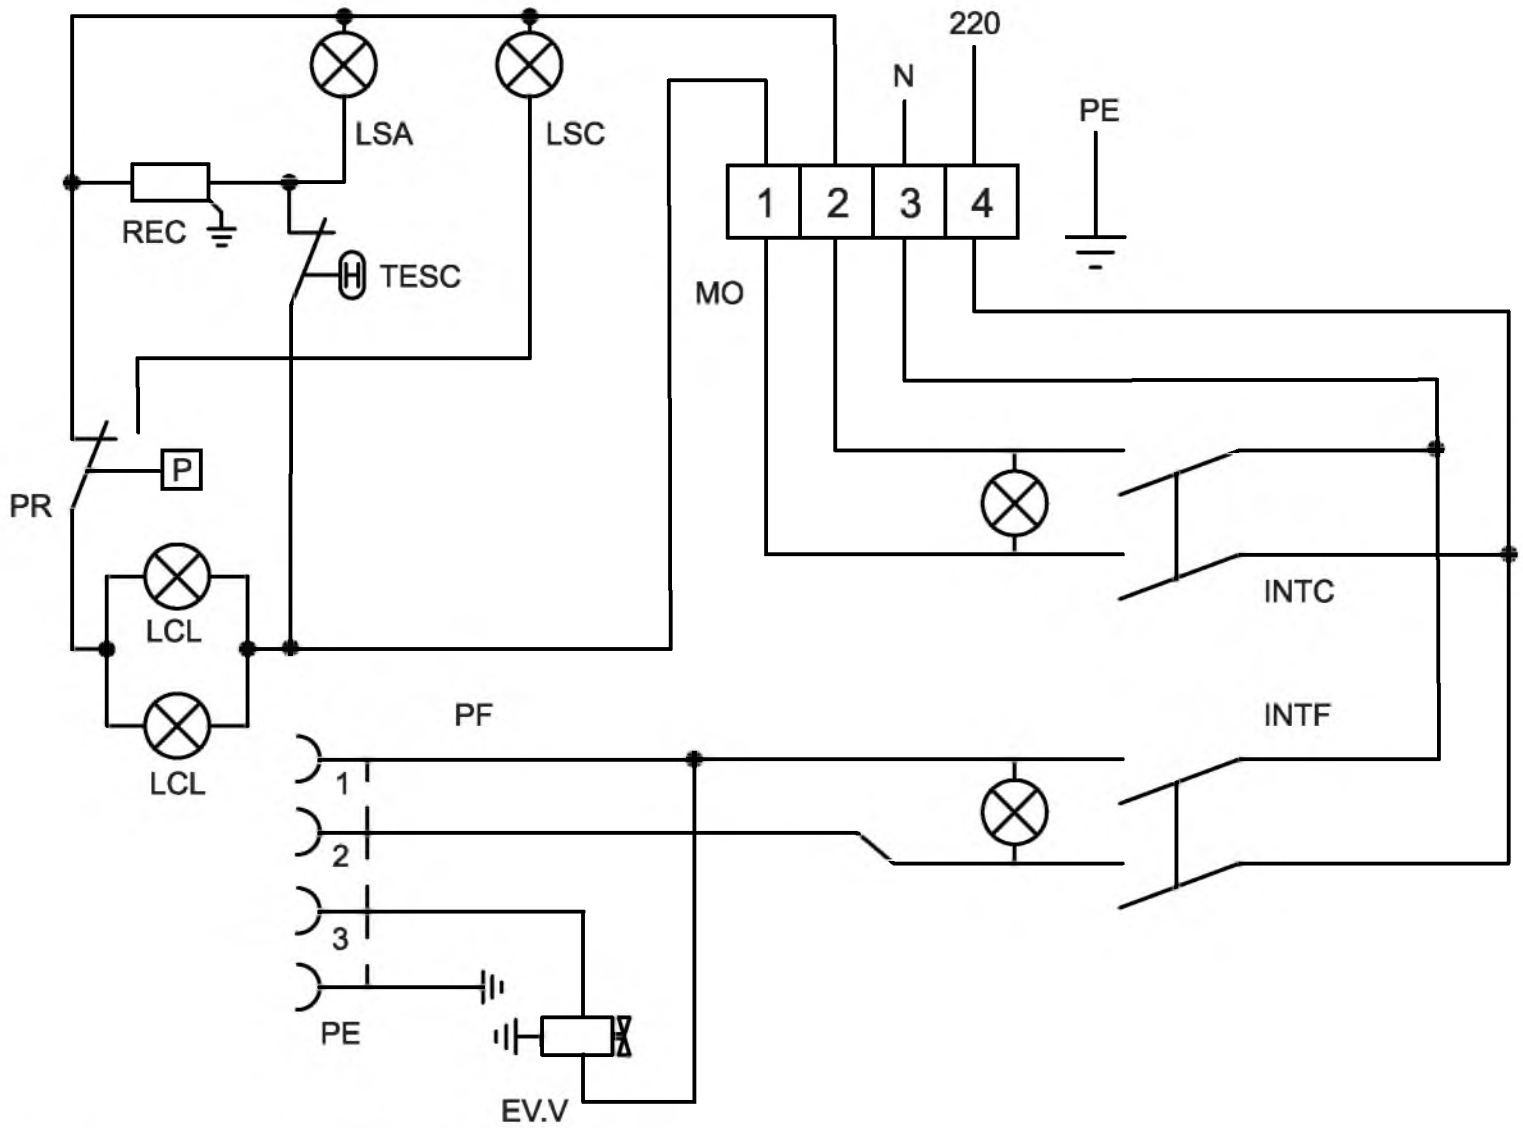 220
N
PE
LSA
LSC
1 2 3 4
REC
TESC
MO
P
PR
INTC
LCL
PF
INTF
LCL
1
2
3
PE
EV.V